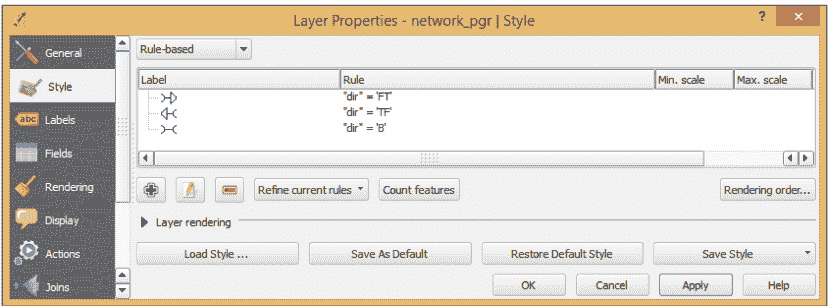 Layer Properties - network_pgr | Style
? x
General
Style
abc Labels
Fields
Rendering
Display
Actions
Joins
Rule-based
Label Rule Min. scale Max. scale
"dir" = 'FT'
"dir" = 'TF'
"dir" = 'B'
Refine current rules Count features Rendering order...
Layer rendering
Load Style ... Save As Default Restore Default Style Save Style
OK Cancel Apply Help